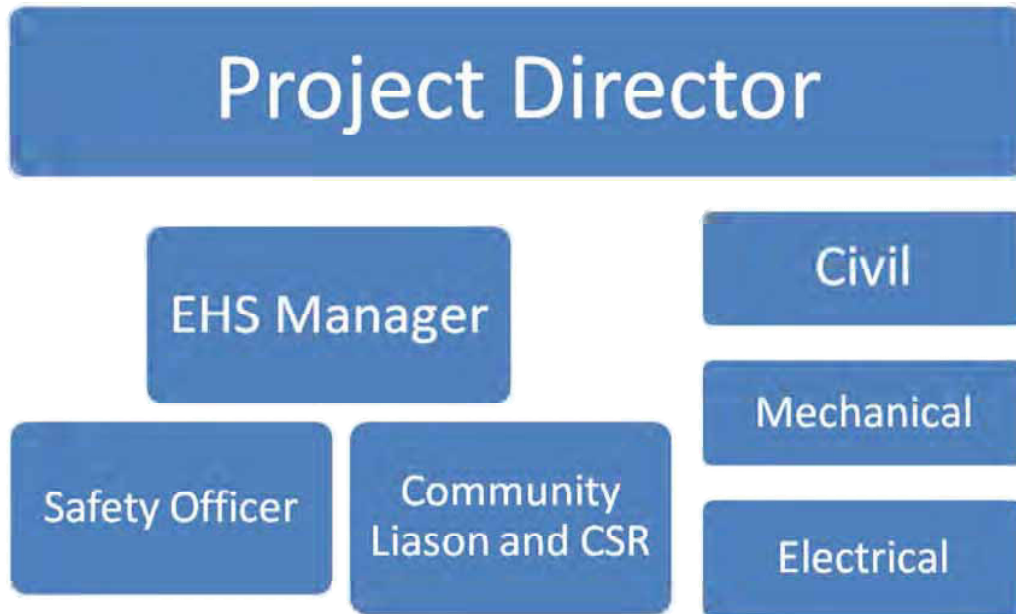 Project Director
EHS Manager
Safety Officer
Community
Liason and CSR
Civil
Mechanical
Electrical